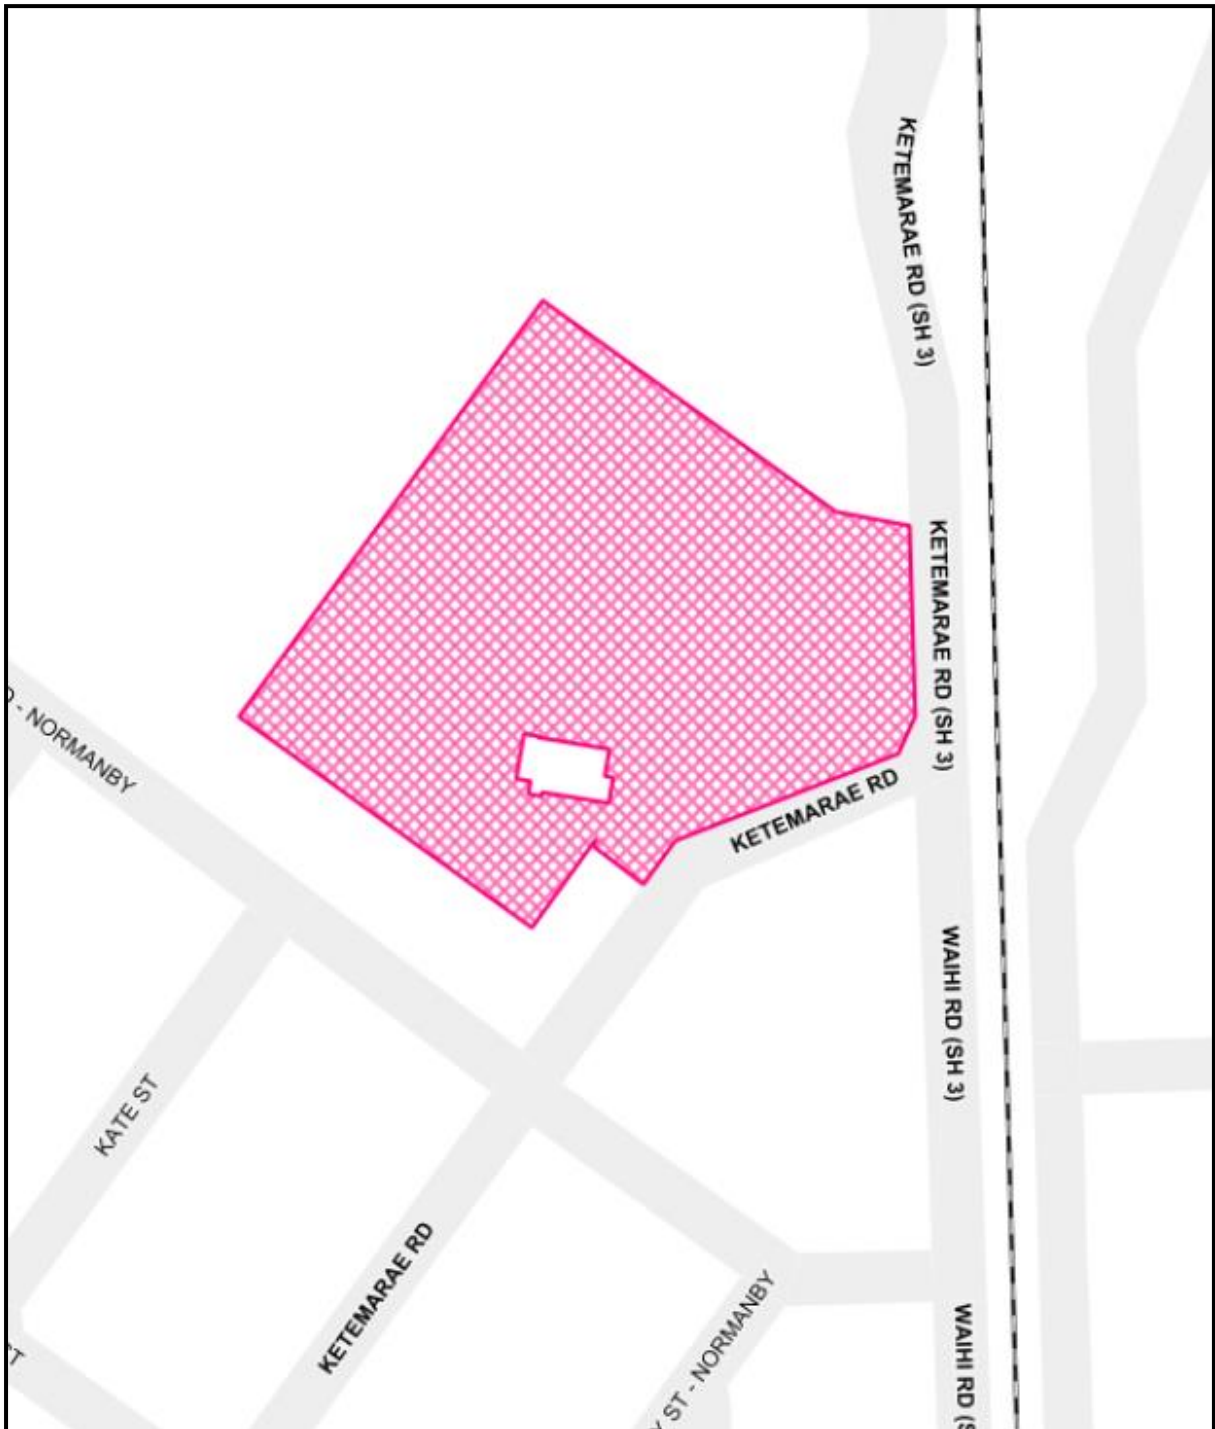 KETEMARAE RD (SH 3)
KETEMARAE RD (SH 3)
- NORMANBY
KETEMARAE RD
WAIHI RD (SH 3)
KATE ST
KETEMARAE RD
ST - NORMANBY
WAIHI RD (S